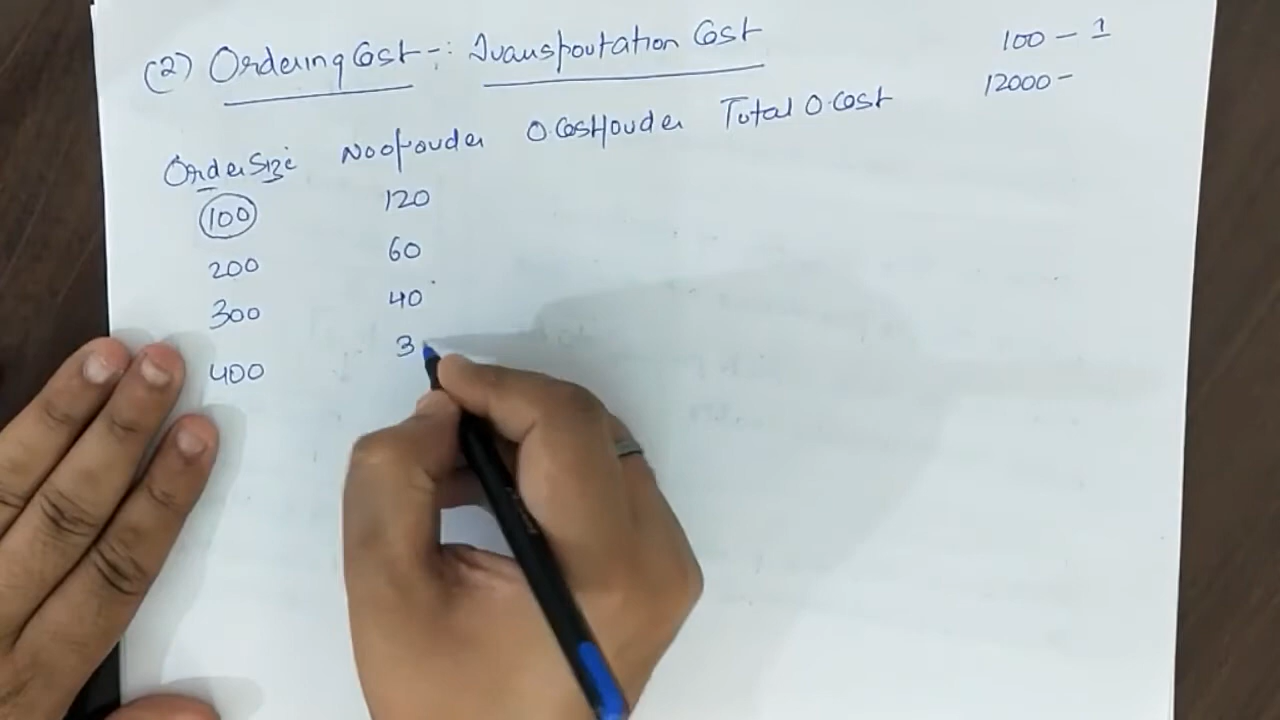 (2) Ordering Cost -: Transportation Cost
100 - 1
12000 -
Order Size No of order O.Cost/order Total O.Cost
100 120
200 60
300 40
400 3